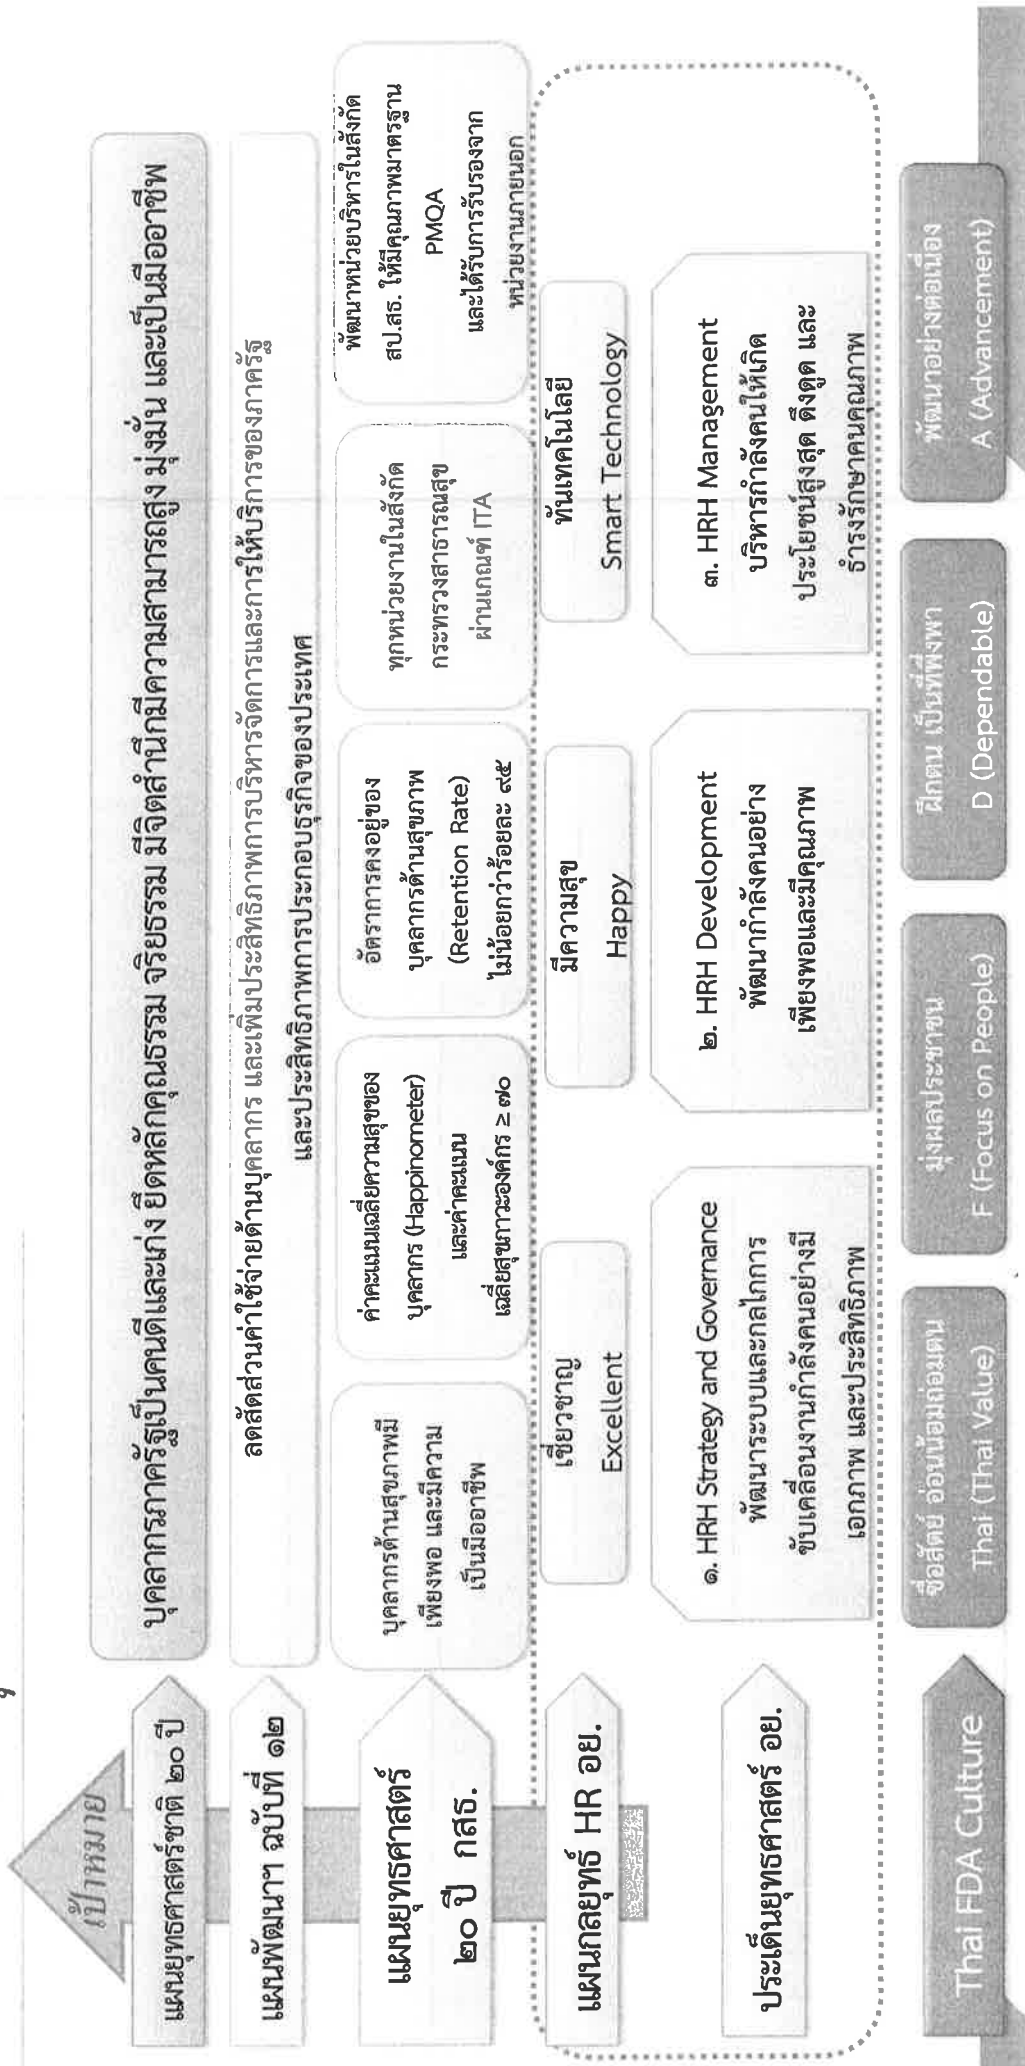 เป้าหมาย
แผนยุทธศาสตร์ชาติ ๒๐ ปี
บุคลากรภาครัฐเป็นคนดีและเก่ง ยึดหลักคุณธรรม จริยธรรม มีจิตสำนึกมีความสามารถสูง มุ่งมั่น และเป็นมืออาชีพ
แผนพัฒนาฯ ฉบับที่ ๑๒
ลดสัดส่วนค่าใช้จ่ายด้านบุคลากร และเพิ่มประสิทธิภาพการบริหารจัดการและการให้บริการของภาครัฐ
และประสิทธิภาพการประกอบธุรกิจของประเทศ
แผนยุทธศาสตร์
๒๐ ปี กสธ.
บุคลากรด้านสุขภาพมี
เพียงพอ และมีความ
เป็นมืออาชีพ
ค่าคะแนนเฉลี่ยความสุขของ
บุคลากร (Happinometer)
และค่าคะแนน
เฉลี่ยสุขภาวะองค์กร ≥ ๗๐
อัตราการคงอยู่ของ
บุคลากรด้านสุขภาพ
(Retention Rate)
ไม่น้อยกว่าร้อยละ ๙๕
ทุกหน่วยงานในสังกัด
กระทรวงสาธารณสุข
ผ่านเกณฑ์ ITA
พัฒนาหน่วยบริหารในสังกัด
สป.สธ. ให้มีคุณภาพมาตรฐาน
PMQA
และได้รับการรับรองจาก
หน่วยงานภายนอก
แผนกลยุทธ์ HR อย.
เชี่ยวชาญ
Excellent
มีความสุข
Happy
ทันเทคโนโลยี
Smart Technology
ประเด็นยุทธศาสตร์ อย.
๑. HRH Strategy and Governance
พัฒนาระบบและกลไกการ
ขับเคลื่อนงานกำลังคนอย่างมี
เอกภาพ และประสิทธิภาพ
๒. HRH Development
พัฒนากำลังคนอย่าง
เพียงพอและมีคุณภาพ
๓. HRH Management
บริหารกำลังคนให้เกิด
ประโยชน์สูงสุด ดึงดูด และ
ธำรงรักษาคนคุณภาพ
Thai FDA Culture
ซื่อสัตย์ อ่อนน้อมถ่อมตน
Thai (Thai Value)
มุ่งผลประชาชน
F (Focus on People)
ฝึกตน เป็นที่พึ่งพา
D (Dependable)
พัฒนาอย่างต่อเนื่อง
A (Advancement)